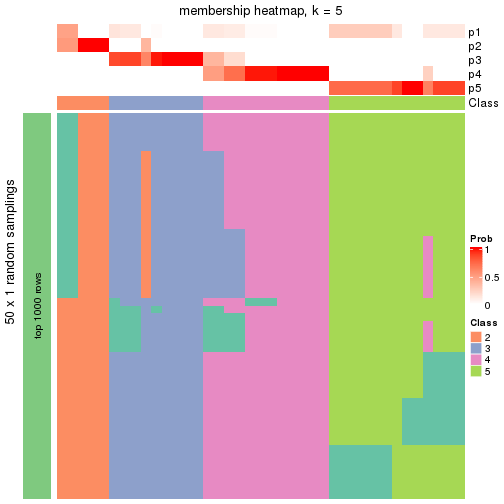 membership heatmap, k = 5
p1
p2
p3
p4
p5
Class
50 x 1 random samplings
top 1000 rows
Prob
1
0.5
0
Class
2
3
4
5